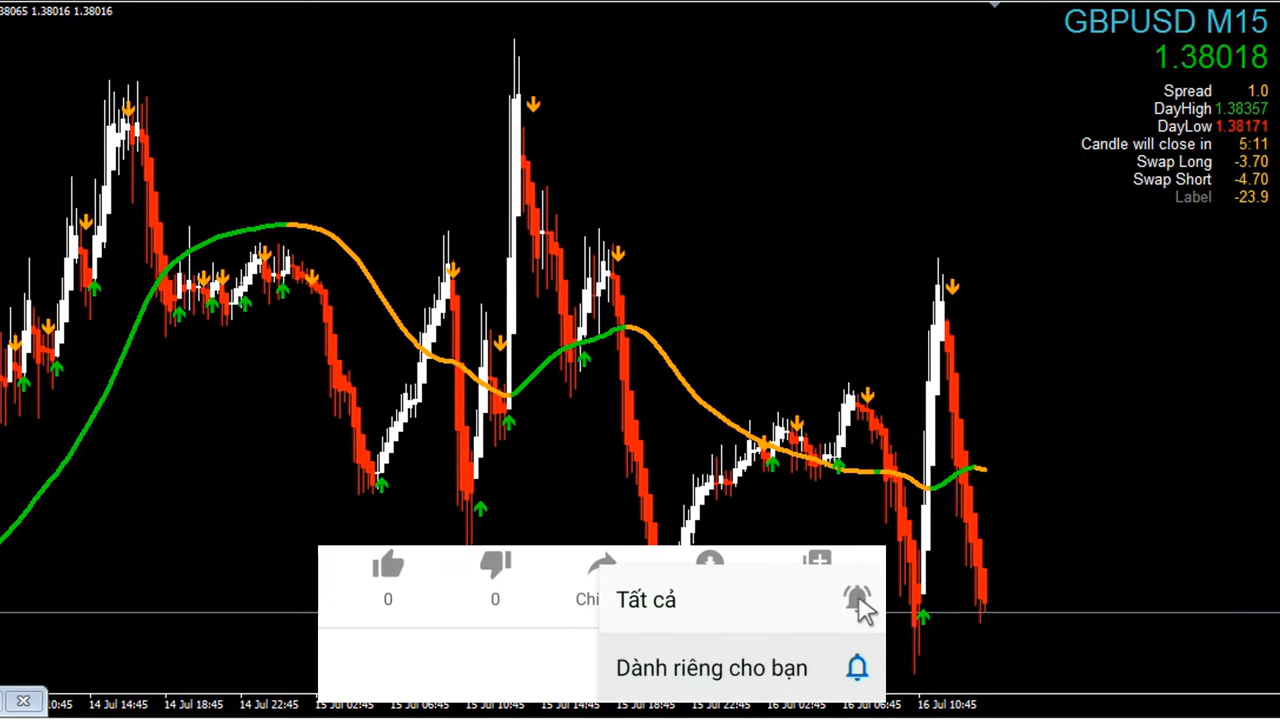 38065 1.38016 1.38016
GBPUSD M15
1.38018
Spread 1.0
DayHigh 1.38357
DayLow 1.38171
Candle will close in 5:11
Swap Long -3.70
Swap Short -4.70
Label -23.9
0 0 Chi
Tất cả
Dành riêng cho bạn
0:45 14 Jul 14:45 14 Jul 18:45 14 Jul 22:45 15 Jul 02:45 15 Jul 06:45 15 Jul 10:45 15 Jul 14:45 15 Jul 18:45 15 Jul 22:45 16 Jul 02:45 16 Jul 06:45 16 Jul 10:45